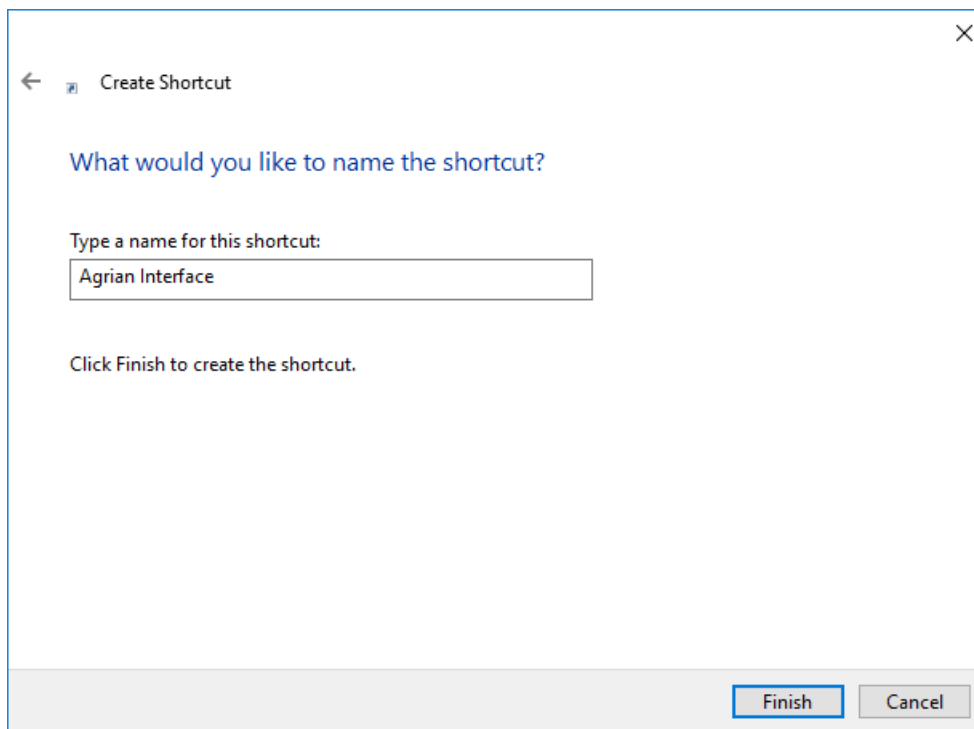 Create Shortcut
What would you like to name the shortcut?
Type a name for this shortcut:
Agrian Interface
Click Finish to create the shortcut.
Finish
Cancel